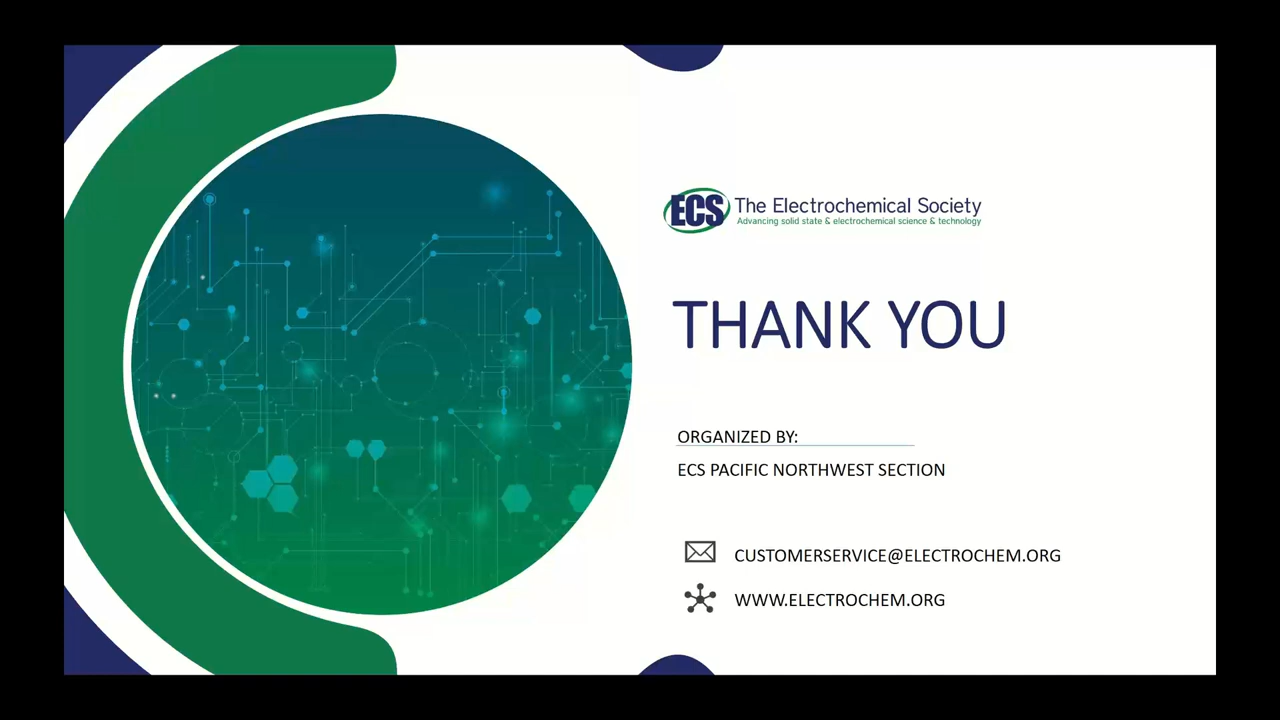 ECS The Electrochemical Society
Advancing solid state & electrochemical science & technology
THANK YOU
ORGANIZED BY:
ECS PACIFIC NORTHWEST SECTION
CUSTOMERSERVICE@ELECTROCHEM.ORG
WWW.ELECTROCHEM.ORG